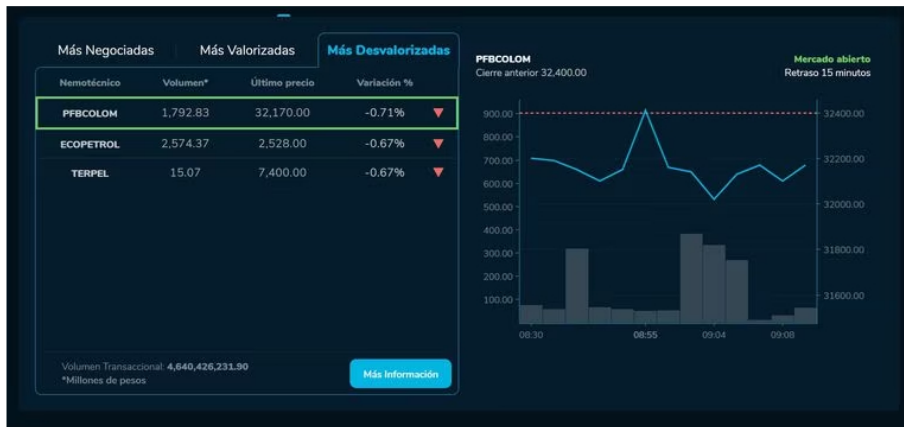 Más Negociadas Más Valorizadas Más Desvalorizadas
Nemotécnico Volumen* Último precio Variación %
PFBCOLOM 1,792.83 32,170.00 -0.71%
ECOPETROL 2,574.37 2,528.00 -0.67%
TERPEL 15.07 7,400.00 -0.67%
Volumen Transaccional: 4,640,426,231.90
*Millones de pesos
Más Información
PFBCOLOM Mercado abierto
Cierre anterior 32,400.00 Retraso 15 minutos
900.00 32400.00
800.00
700.00 32200.00
600.00
500.00 32000.00
400.00
300.00 31800.00
200.00
100.00 31600.00
08:30 08:55 09:04 09:08